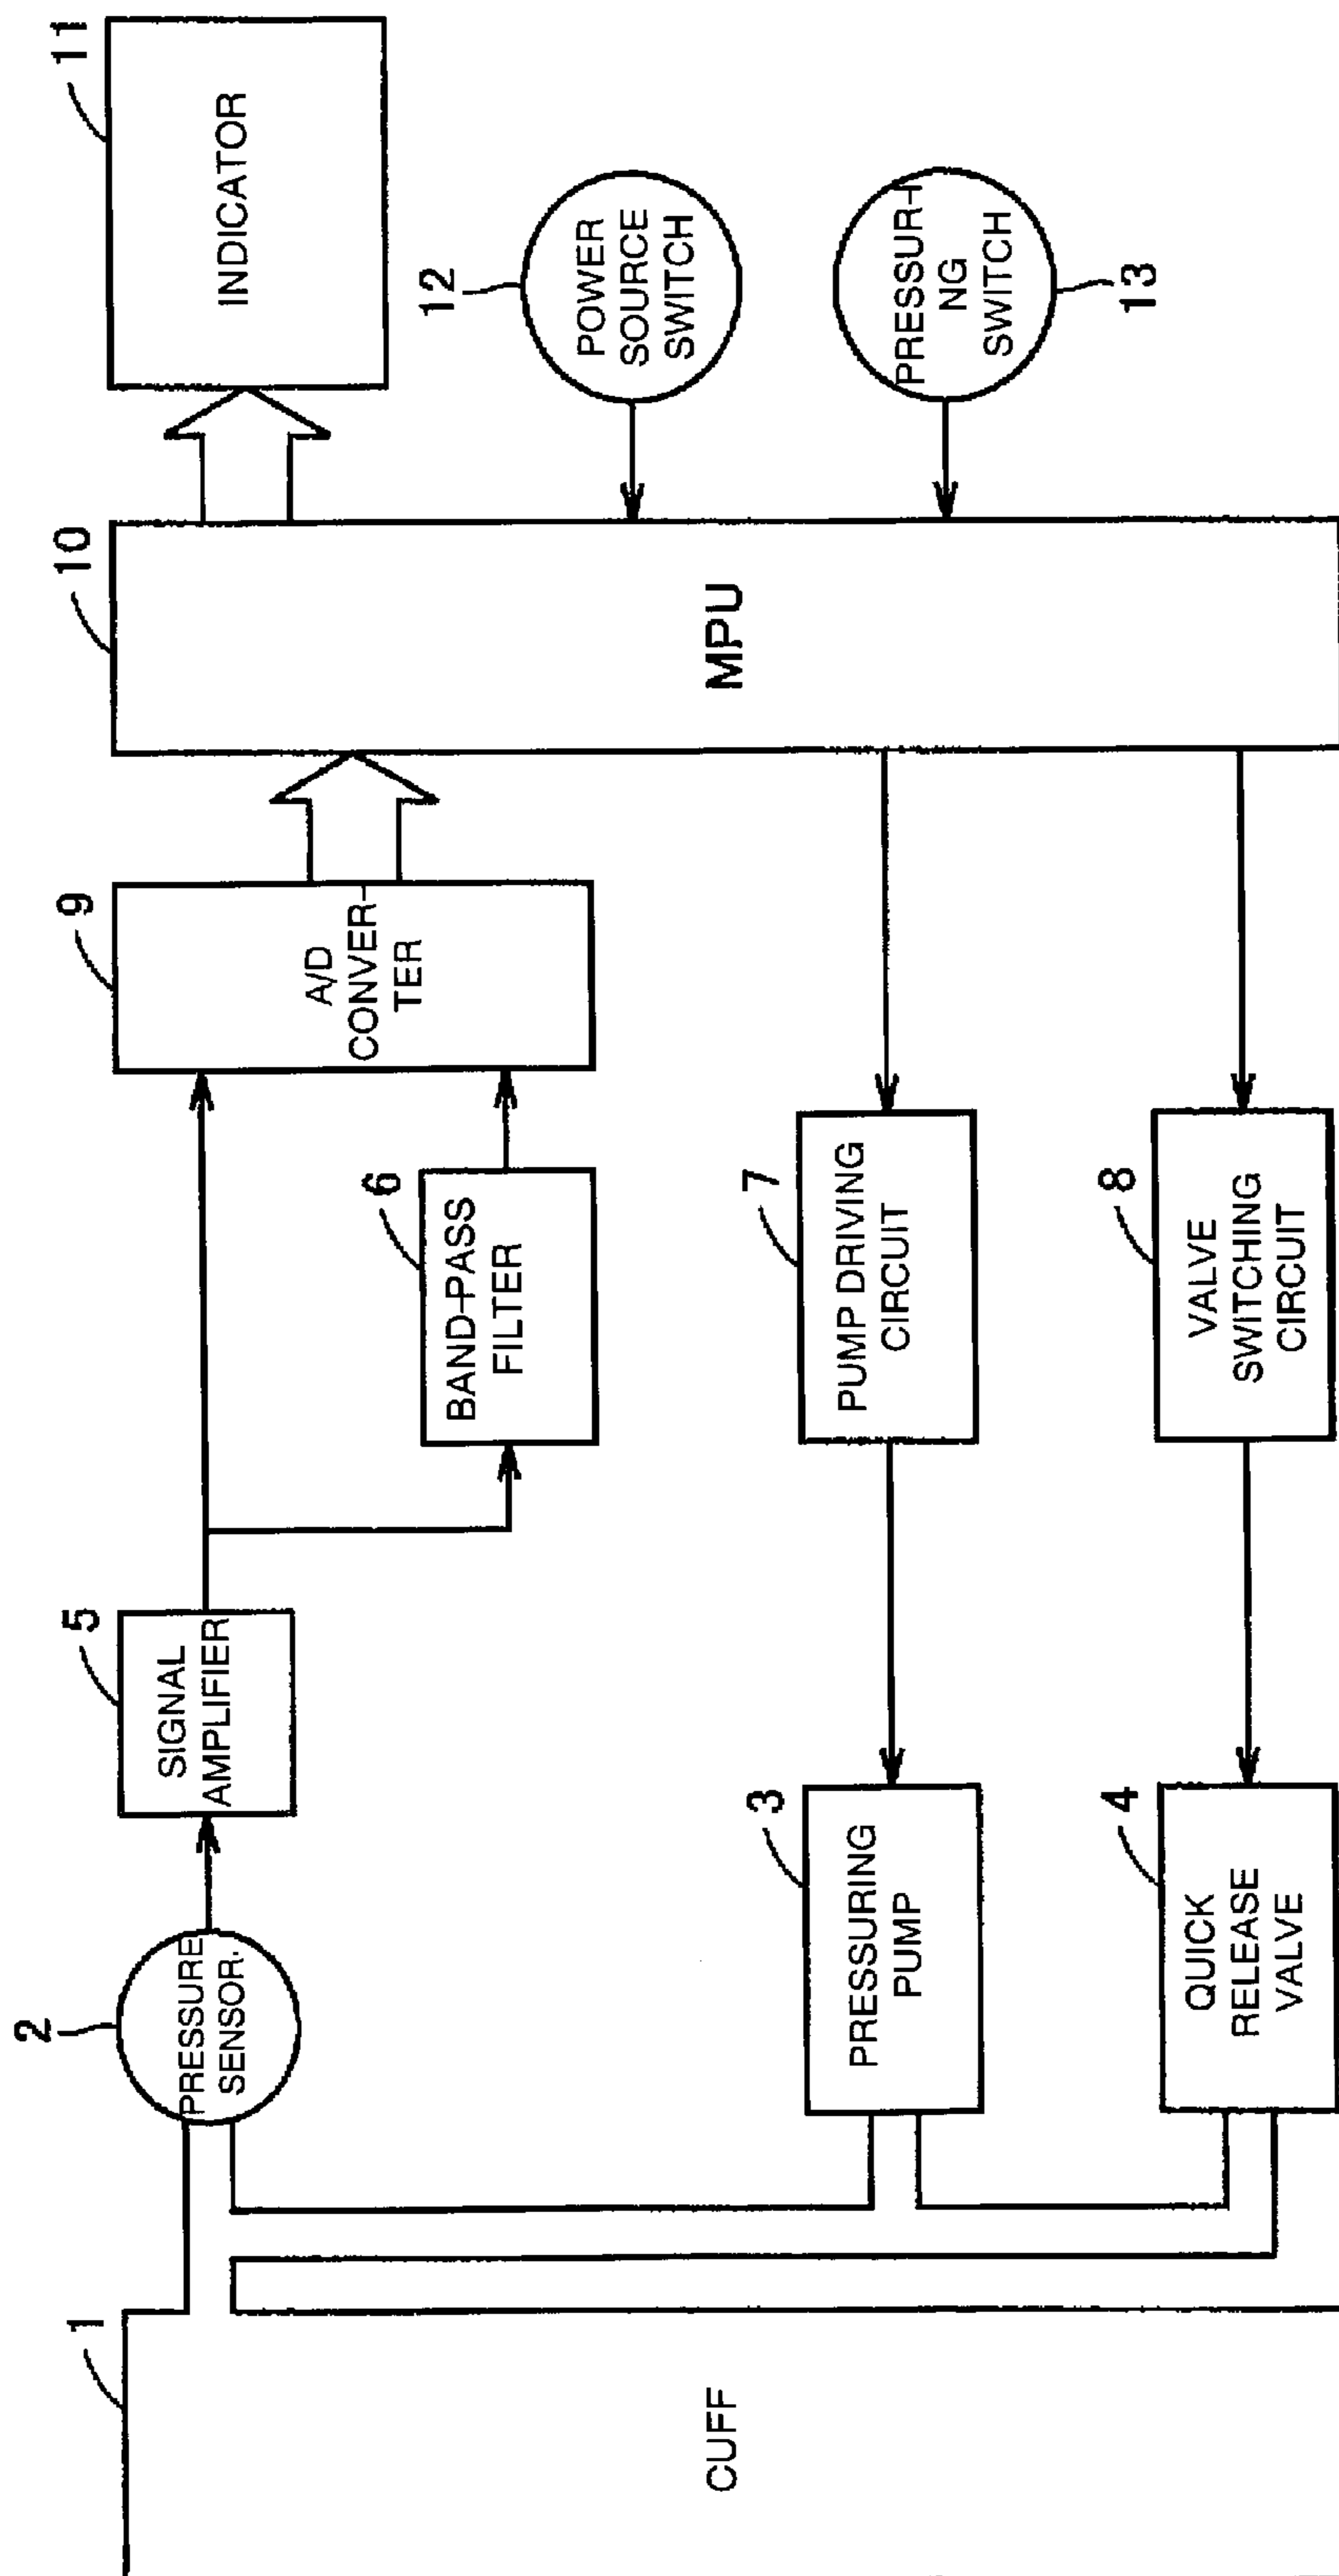 1
CUFF
2
PRESSURE
SENSOR.
5
SIGNAL
AMPLIFIER
6
BAND-PASS
FILTER
9
A/D
CONVER-
TER
10
MPU
11
INDICATOR
12
POWER
SOURCE
SWITCH
PRESSUR-I
NG
SWITCH
13
3
PRESSURING
PUMP
7
PUMP DRIVING
CIRCUIT
4
QUICK
RELEASE
VALVE
8
VALVE
SWITCHING
CIRCUIT